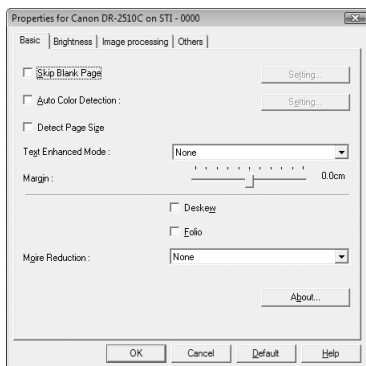 Properties for Canon DR-2510C on STI - 0000
Basic Brightness Image processing Others
Skip Blank Page Setting...
Auto Color Detection : Setting...
Detect Page Size
Text Enhanced Mode : None
Margin : 0.0cm
Deskew
Folio
Moire Reduction : None
About...
OK Cancel Default Help